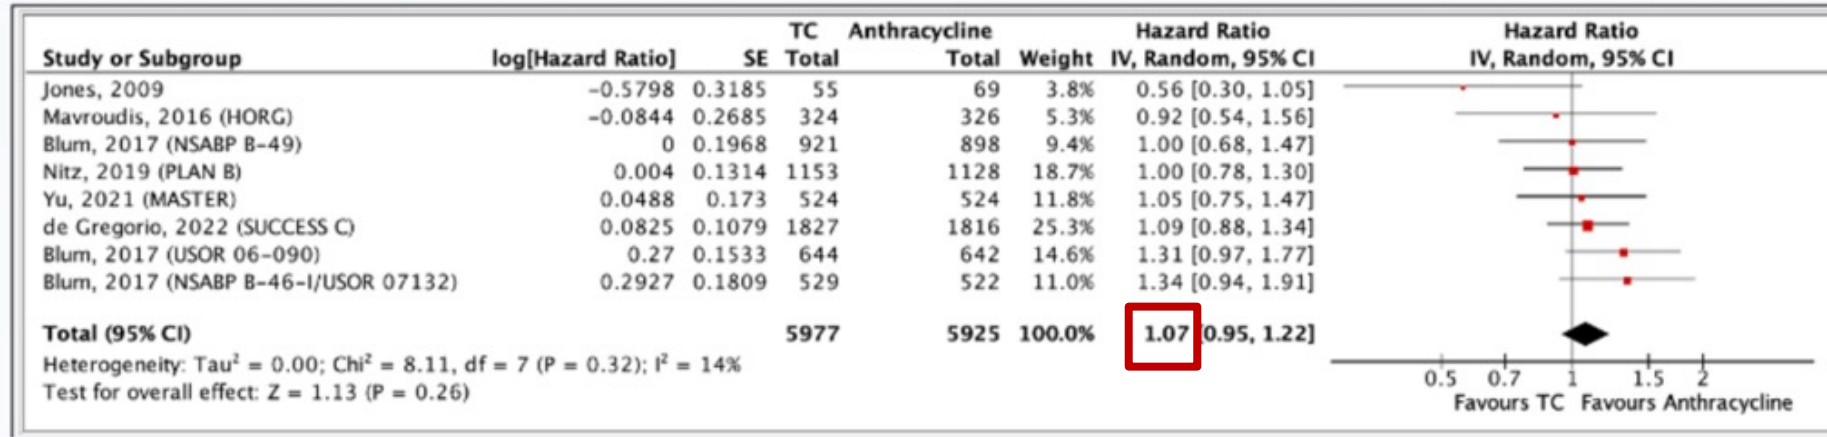 TC Anthracycline Hazard Ratio Hazard Ratio
Study or Subgroup log[Hazard Ratio] SE Total Total Weight IV, Random, 95% CI IV, Random, 95% CI
Jones, 2009 −0.5798 0.3185 55 69 3.8% 0.56 [0.30, 1.05]
Mavroudis, 2016 (HORG) −0.0844 0.2685 324 326 5.3% 0.92 [0.54, 1.56]
Blum, 2017 (NSABP B−49) 0 0.1968 921 898 9.4% 1.00 [0.68, 1.47]
Nitz, 2019 (PLAN B) 0.004 0.1314 1153 1128 18.7% 1.00 [0.78, 1.30]
Yu, 2021 (MASTER) 0.0488 0.173 524 524 11.8% 1.05 [0.75, 1.47]
de Gregorio, 2022 (SUCCESS C) 0.0825 0.1079 1827 1816 25.3% 1.09 [0.88, 1.34]
Blum, 2017 (USOR 06−090) 0.27 0.1533 644 642 14.6% 1.31 [0.97, 1.77]
Blum, 2017 (NSABP B−46−I/USOR 07132) 0.2927 0.1809 529 522 11.0% 1.34 [0.94, 1.91]
Total (95% CI) 5977 5925 100.0% 1.07 [0.95, 1.22]
Heterogeneity: Tau² = 0.00; Chi² = 8.11, df = 7 (P = 0.32); I² = 14%
Test for overall effect: Z = 1.13 (P = 0.26)
0.5 0.7 1 1.5 2
Favours TC Favours Anthracycline